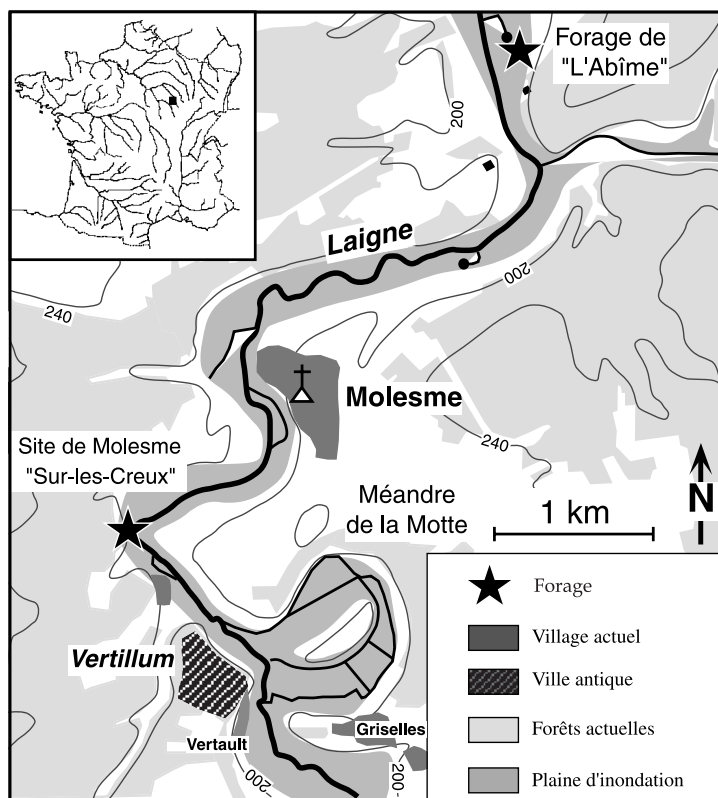 Forage de
"L'Abîme"
200
Laigne
200
240
Molesme
Site de Molesme
"Sur-les-Creux"
240
Méandre
de la Motte
1 km
N
Vertillum
Griselles
Vertault
200
200
Forage
Village actuel
Ville antique
Forêts actuelles
Plaine d'inondation